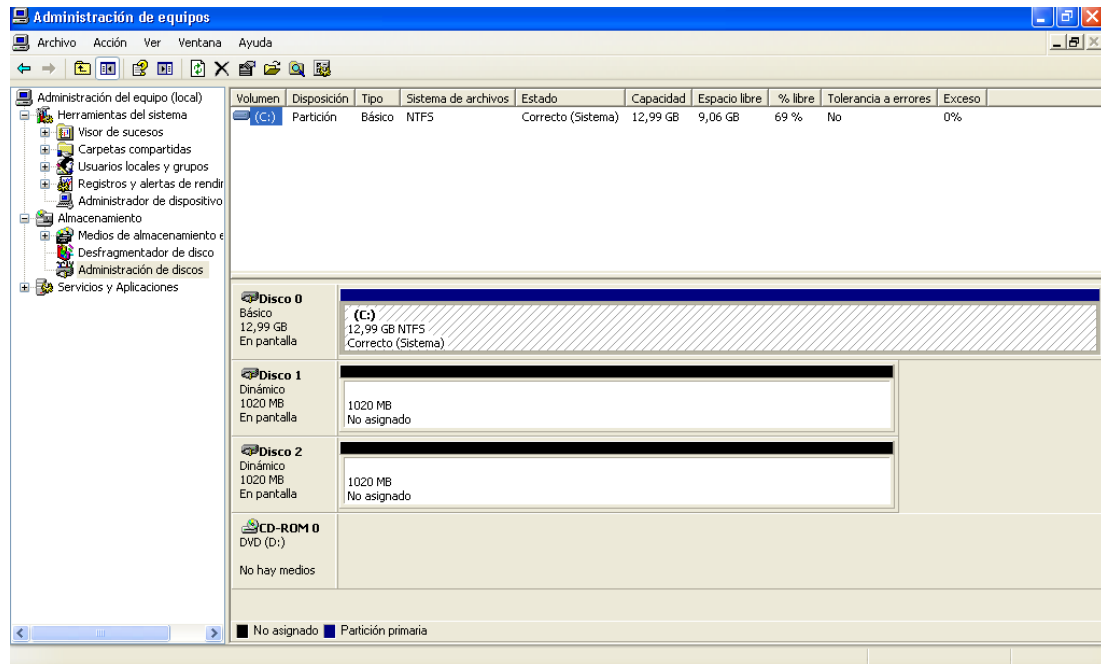 Administración de equipos
Archivo Acción Ver Ventana Ayuda
Administración del equipo (local)
Herramientas del sistema
Visor de sucesos
Carpetas compartidas
Usuarios locales y grupos
Registros y alertas de rendir
Administrador de dispositivo
Almacenamiento
Medios de almacenamiento e
Desfragmentador de disco
Administración de discos
Servicios y Aplicaciones
Volumen Disposición Tipo Sistema de archivos Estado Capacidad Espacio libre % libre Tolerancia a errores Exceso
(C:) Partición Básico NTFS Correcto (Sistema) 12,99 GB 9,06 GB 69 % No 0%
Disco 0
Básico
12,99 GB
En pantalla
(C:)
12,99 GB NTFS
Correcto (Sistema)
Disco 1
Dinámico
1020 MB
En pantalla
1020 MB
No asignado
Disco 2
Dinámico
1020 MB
En pantalla
1020 MB
No asignado
CD-ROM 0
DVD (D:)
No hay medios
No asignado Partición primaria